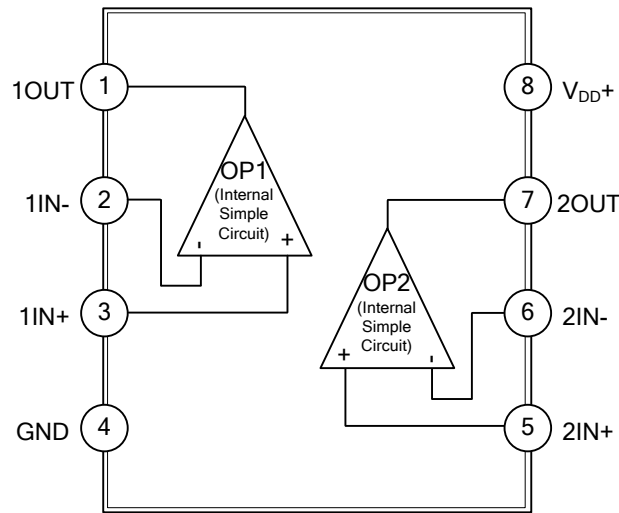 1OUT 1
1IN- 2
1IN+ 3
GND 4
OP1
(Internal
Simple
Circuit)
- +
OP2
(Internal
Simple
Circuit)
+ -
8 VDD+
7 2OUT
6 2IN-
5 2IN+